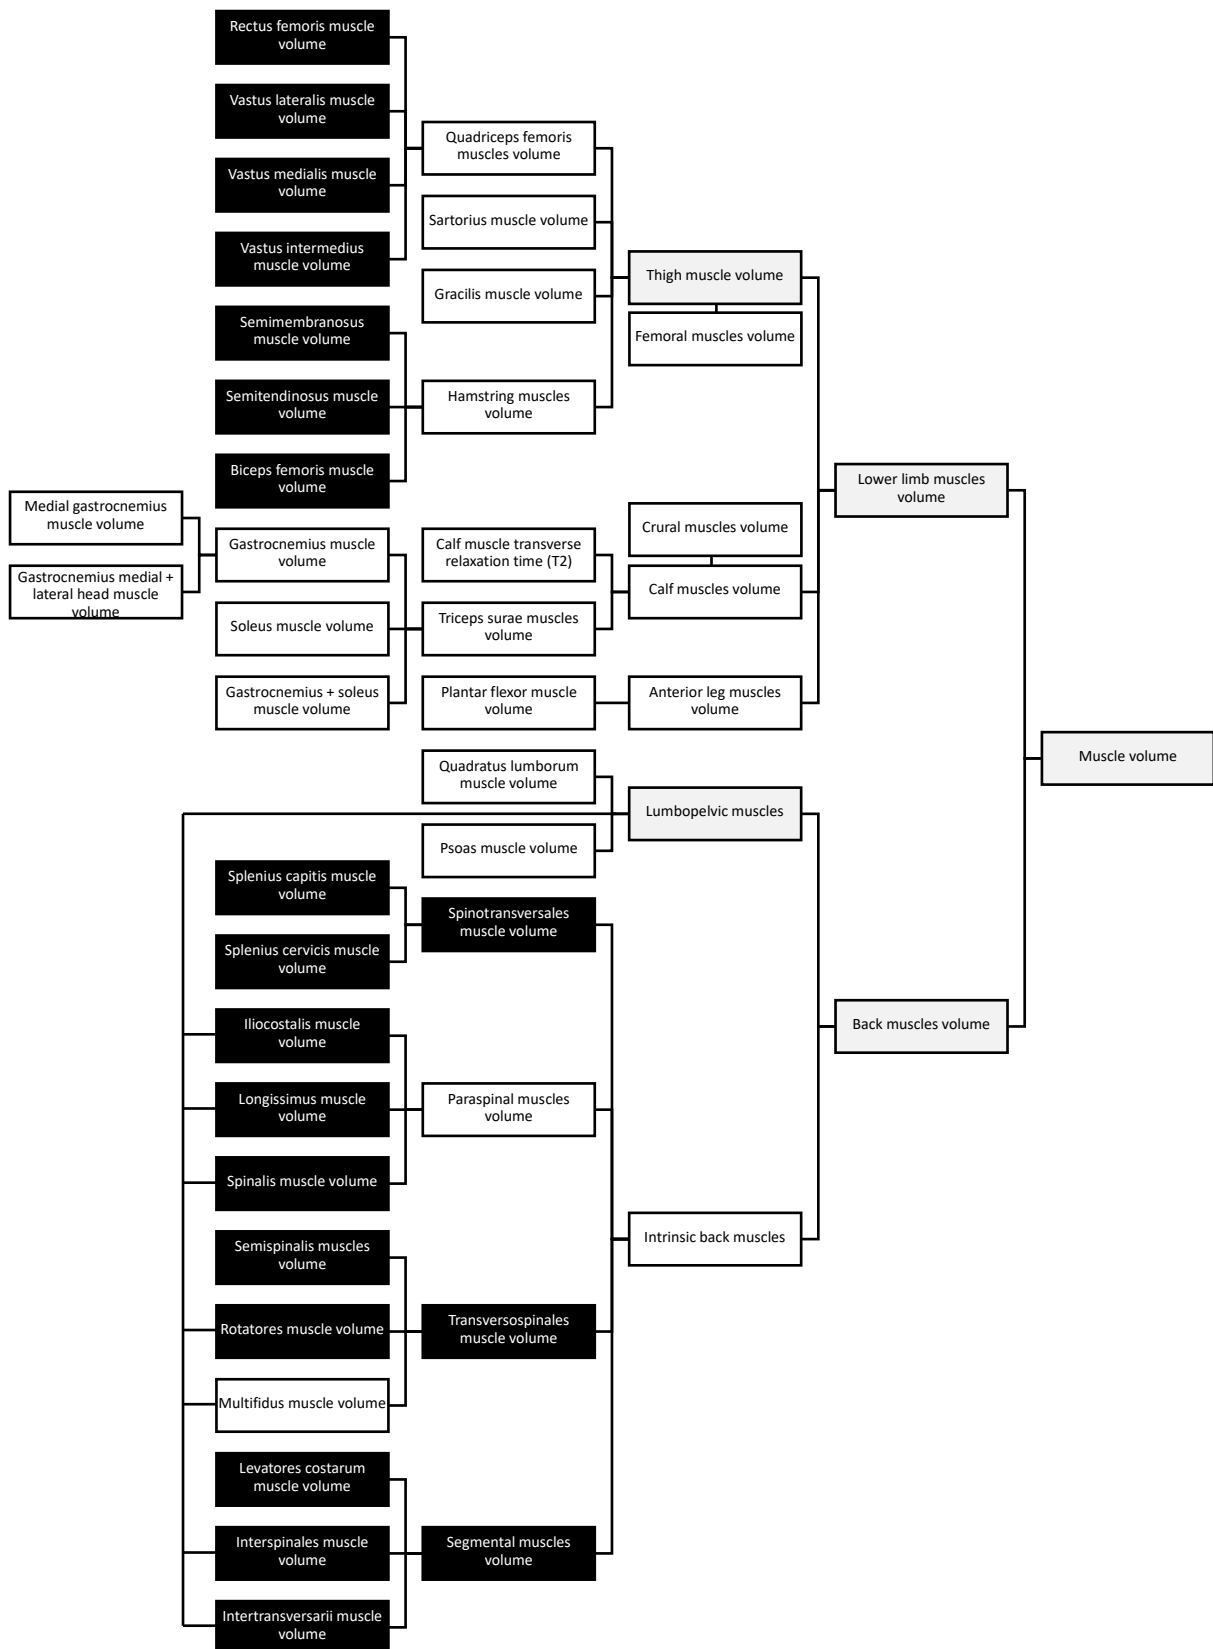 Rectus femoris muscle
volume
Vastus lateralis muscle
volume
Quadriceps femoris
muscles volume
Vastus medialis muscle
volume
Sartorius muscle volume
Vastus intermedius
muscle volume
Thigh muscle volume
Gracilis muscle volume
Semimembranosus
muscle volume
Femoral muscles volume
Semitendinosus muscle
volume
Hamstring muscles
volume
Biceps femoris muscle
volume
Lower limb muscles
volume
Medial gastrocnemius
muscle volume
Crural muscles volume
Gastrocnemius muscle
volume
Calf muscle transverse
relaxation time (T2)
Gastrocnemius medial +
lateral head muscle
volume
Calf muscles volume
Soleus muscle volume
Triceps surae muscles
volume
Gastrocnemius + soleus
muscle volume
Plantar flexor muscle
volume
Anterior leg muscles
volume
Muscle volume
Quadratus lumborum
muscle volume
Lumbopelvic muscles
Psoas muscle volume
Splenius capitis muscle
volume
Spinotransversales
muscle volume
Splenius cervicis muscle
volume
Iliocostalis muscle
volume
Back muscles volume
Longissimus muscle
volume
Paraspinal muscles
volume
Spinalis muscle volume
Semispinalis muscles
volume
Intrinsic back muscles
Rotatores muscle volume
Transversospinales
muscle volume
Multifidus muscle volume
Levatores costarum
muscle volume
Interspinales muscle
volume
Segmental muscles
volume
Intertransversarii muscle
volume